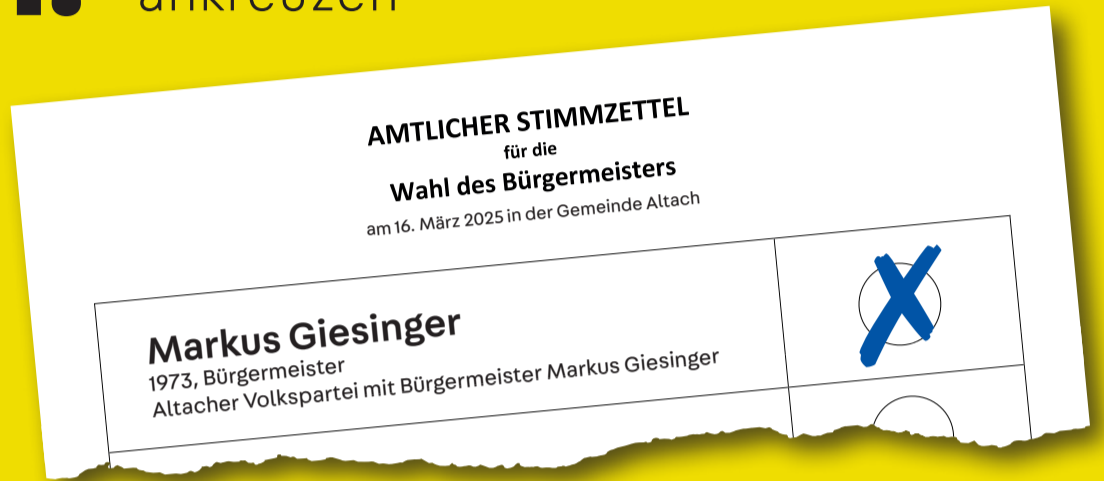 ankreuzen
AMTLICHER STIMMZETTEL
für die
Wahl des Bürgermeisters
am 16. März 2025 in der Gemeinde Altach
Markus Giesinger
1973, Bürgermeister
Altacher Volkspartei mit Bürgermeister Markus Giesinger